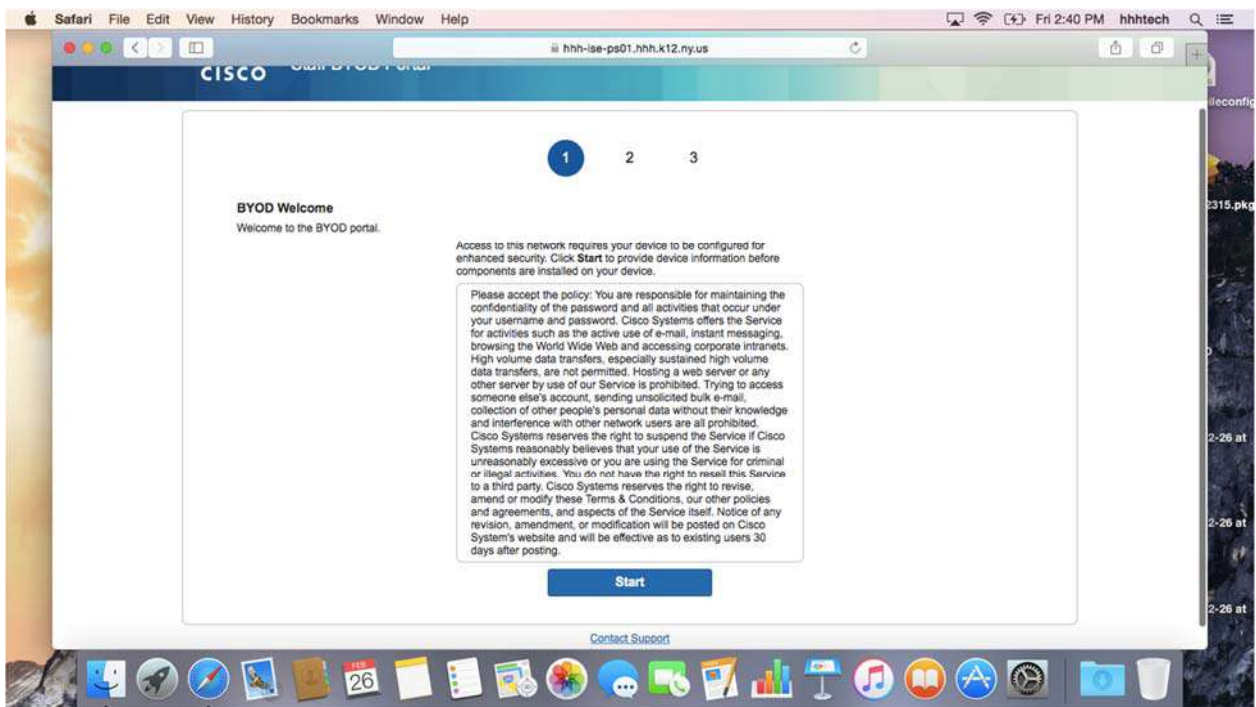 Safari File Edit View History Bookmarks Window Help Fri 2:40 PM hhhtech
hhh-ise-ps01.hhh.k12.ny.us
CISCO Staff BYOD Portal
1 2 3
BYOD Welcome
Welcome to the BYOD portal.
Access to this network requires your device to be configured for
enhanced security. Click Start to provide device information before
components are installed on your device.
Please accept the policy: You are responsible for maintaining the
confidentiality of the password and all activities that occur under
your username and password. Cisco Systems offers the Service
for activities such as the active use of e-mail, instant messaging,
browsing the World Wide Web and accessing corporate intranets.
High volume data transfers, especially sustained high volume
data transfers, are not permitted. Hosting a web server or any
other server by use of our Service is prohibited. Trying to access
someone else's account, sending unsolicited bulk e-mail,
collection of other people's personal data without their knowledge
and interference with other network users are all prohibited.
Cisco Systems reserves the right to suspend the Service if Cisco
Systems reasonably believes that your use of the Service is
unreasonably excessive or you are using the Service for criminal
or illegal activities. You do not have the right to resell this Service
to a third party. Cisco Systems reserves the right to revise,
amend or modify these Terms & Conditions, our other policies
and agreements, and aspects of the Service itself. Notice of any
revision, amendment, or modification will be posted on Cisco
System's website and will be effective as to existing users 30
days after posting.
Start
Contact Support
ileconfig
2315.pkg
2-26 at
2-26 at
2-26 at
FEB
26